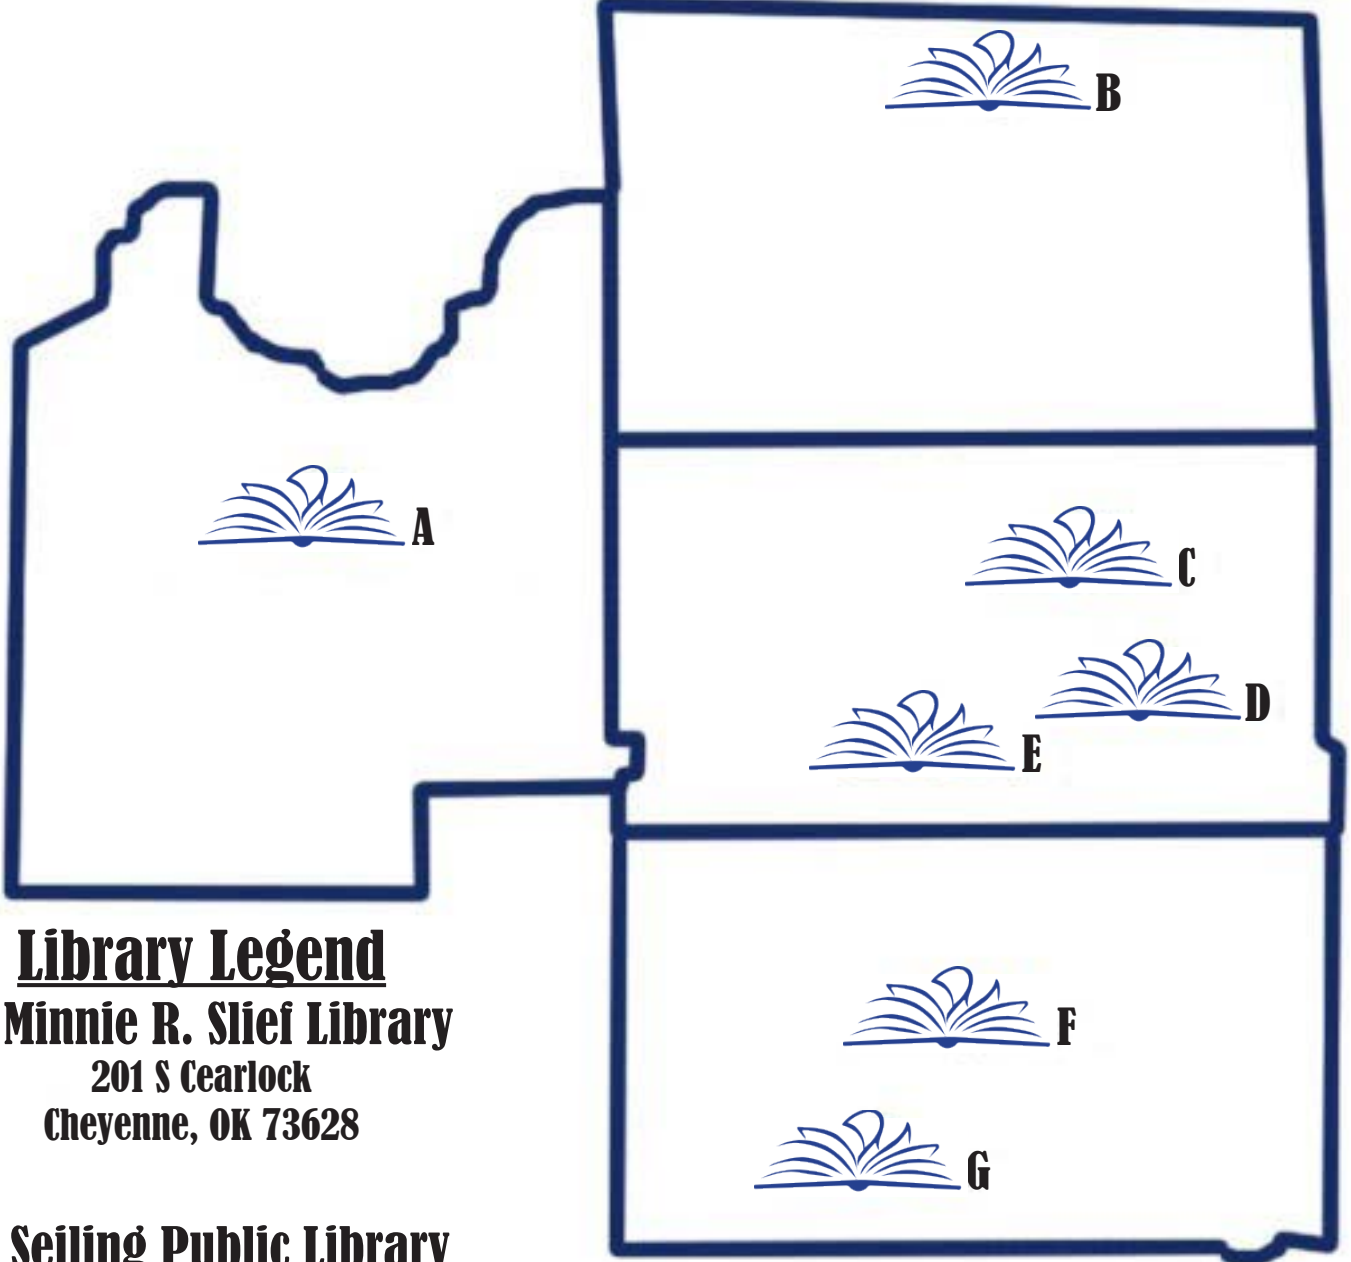 B
A
C
D
E
Library Legend
Minnie R. Slief Library
201 S Cearlock
Cheyenne, OK 73628
F
G
Seiling Public Library